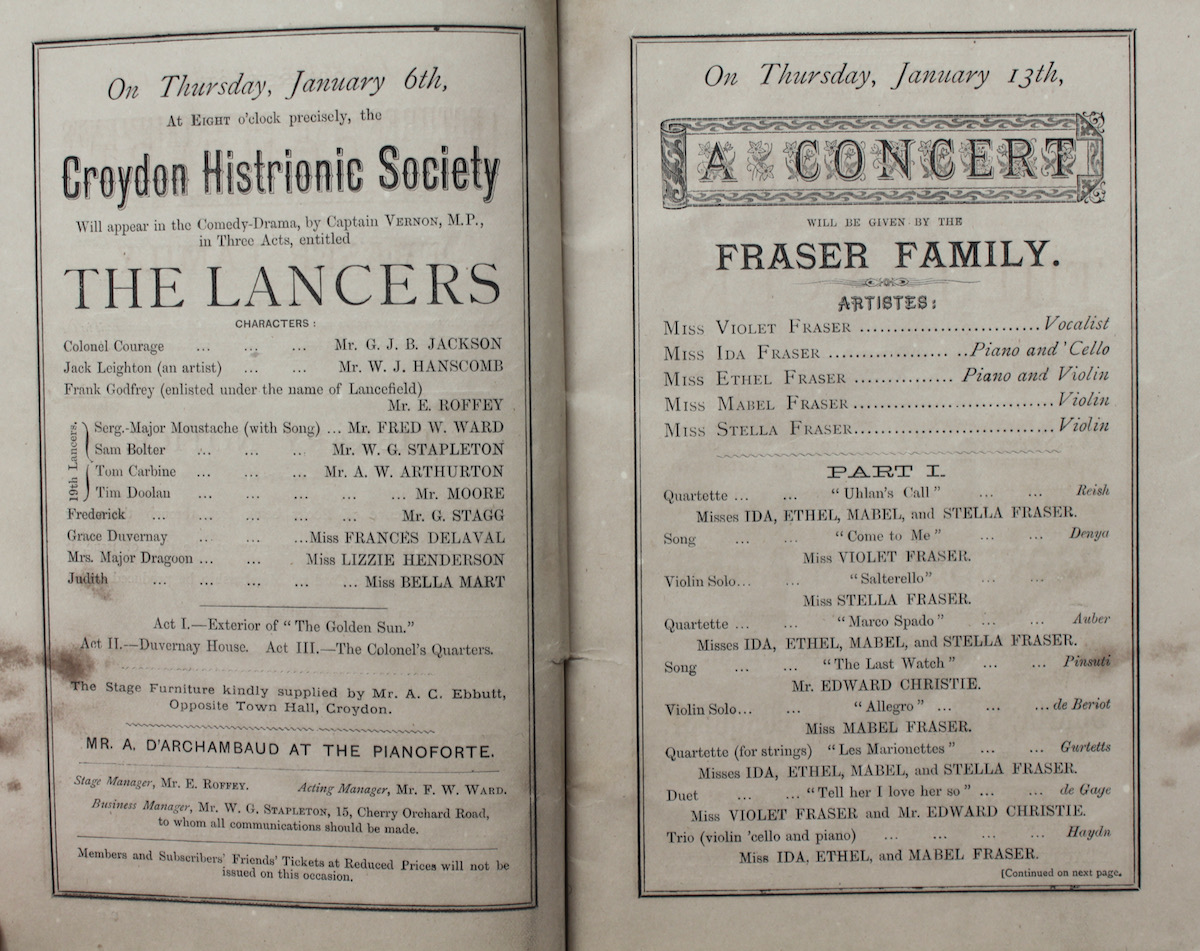 On Thursday, January 6th,
At EIGHT o'clock precisely, the
Croydon Histrionic Society
Will appear in the Comedy-Drama, by Captain VERNON, M.P.,
in Three Acts, entitled
THE LANCERS
CHARACTERS:
Colonel Courage ... ... ... Mr. G. J. B. JACKSON
Jack Leighton (an artist) ... ... Mr. W. J. HANSCOMB
Frank Godfrey (enlisted under the name of Lancefield)
Mr. E. ROFFEY
19th Lancers.
Serg.-Major Moustache (with Song) ... Mr. FRED W. WARD
Sam Bolter ... ... ... Mr. W. G. STAPLETON
Tom Carbine ... ... ... Mr. A. W. ARTHURTON
Tim Doolan ... ... ... ... ... Mr. MOORE
Frederick ... ... ... ... ... Mr. G. STAGG
Grace Duvernay ... ... ...Miss FRANCES DELAVAL
Mrs. Major Dragoon ... ... Miss LIZZIE HENDERSON
Judith ... ... ... ... ... Miss BELLA MART
Act I.—Exterior of "The Golden Sun."
Act II.—Duvernay House. Act III.—The Colonel's Quarters.
The Stage Furniture kindly supplied by Mr. A. C. Ebbutt,
Opposite Town Hall, Croydon.
MR. A. D'ARCHAMBAUD AT THE PIANOFORTE.
Stage Manager, Mr. E. ROFFEY. Acting Manager, Mr. F. W. WARD.
Business Manager, Mr. W. G. STAPLETON, 15, Cherry Orchard Road,
to whom all communications should be made.
Members and Subscribers' Friends' Tickets at Reduced Prices will not be
issued on this occasion.
On Thursday, January 13th,
A CONCERT
WILL BE GIVEN BY THE
FRASER FAMILY.
ARTISTES:
MISS VIOLET FRASER ........................... Vocalist
MISS IDA FRASER .................. ..Piano and 'Cello
MISS ETHEL FRASER ............... Piano and Violin
MISS MABEL FRASER .............................. Violin
MISS STELLA FRASER.............................. Violin
PART I.
Quartette ... ... "Uhlan's Call" ... ... Reish
Misses IDA, ETHEL, MABEL, and STELLA FRASER.
Song ... ... "Come to Me" ... ... Denya
Miss VIOLET FRASER.
Violin Solo... ... "Salterello" ... ...
Miss STELLA FRASER.
Quartette ... ... "Marco Spado" ... ... Auber
Misses IDA, ETHEL, MABEL, and STELLA FRASER.
Song ... ... "The Last Watch" ... ... Pinsuti
Mr. EDWARD CHRISTIE.
Violin Solo... ... "Allegro" ... ... ... de Beriot
Miss MABEL FRASER.
Quartette (for strings) "Les Marionettes" ... ... Gurtetts
Misses IDA, ETHEL, MABEL, and STELLA FRASER.
Duet ... ... "Tell her I love her so" ... ... de Gaye
Miss VIOLET FRASER and Mr. EDWARD CHRISTIE.
Trio (violin 'cello and piano) ... ... ... ... Haydn
Miss IDA, ETHEL, and MABEL FRASER.
[Continued on next page.